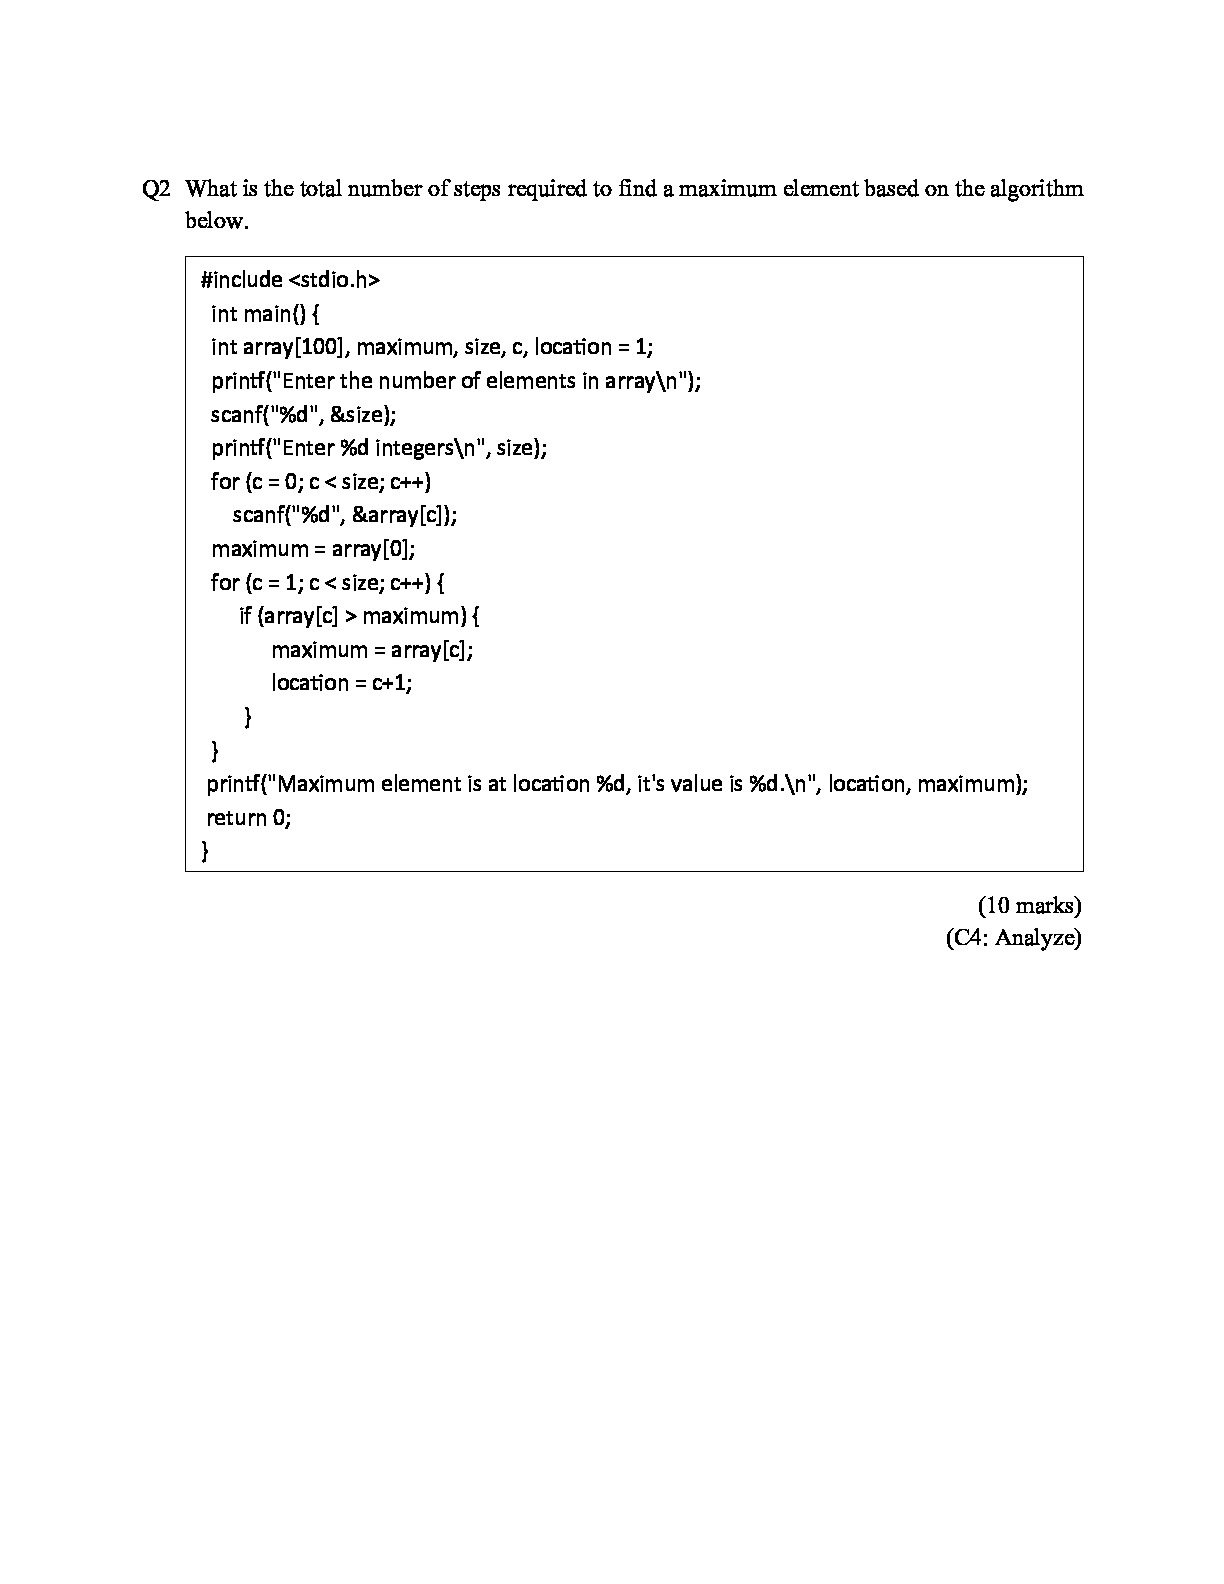 Q2 What is the total number of steps required to find a maximum element based on the algorithm
below.
#include <stdio.h>
int main() {
int array[100], maximum, size, c, location = 1;
printf("Enter the number of elements in array\n");
scanf("%d", &size);
printf("Enter %d integers\n", size);
for (c = 0; c < size; c++)
scanf("%d", &array[c]);
maximum = array[0];
for (c = 1; c < size; c++) {
if (array[c] > maximum) {
maximum = array[c];
location = c+1;
}
}
printf("Maximum element is at location %d, it's value is %d.\n", location, maximum);
return 0;
}
(10 marks)
(C4: Analyze)